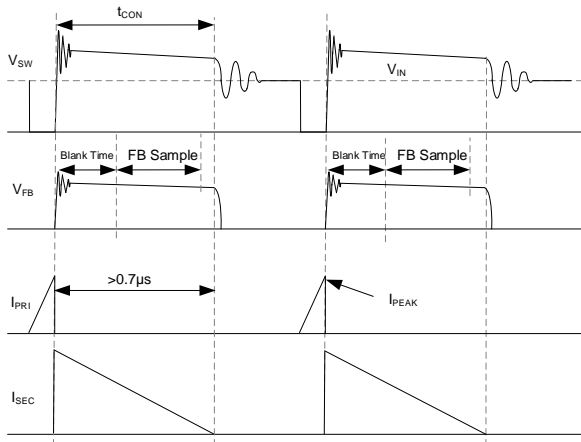 tCON
VSW
VIN
Blank Time
FB Sample
Blank Time
FB Sample
VFB
>0.7μs
IPRI
IPEAK
ISEC